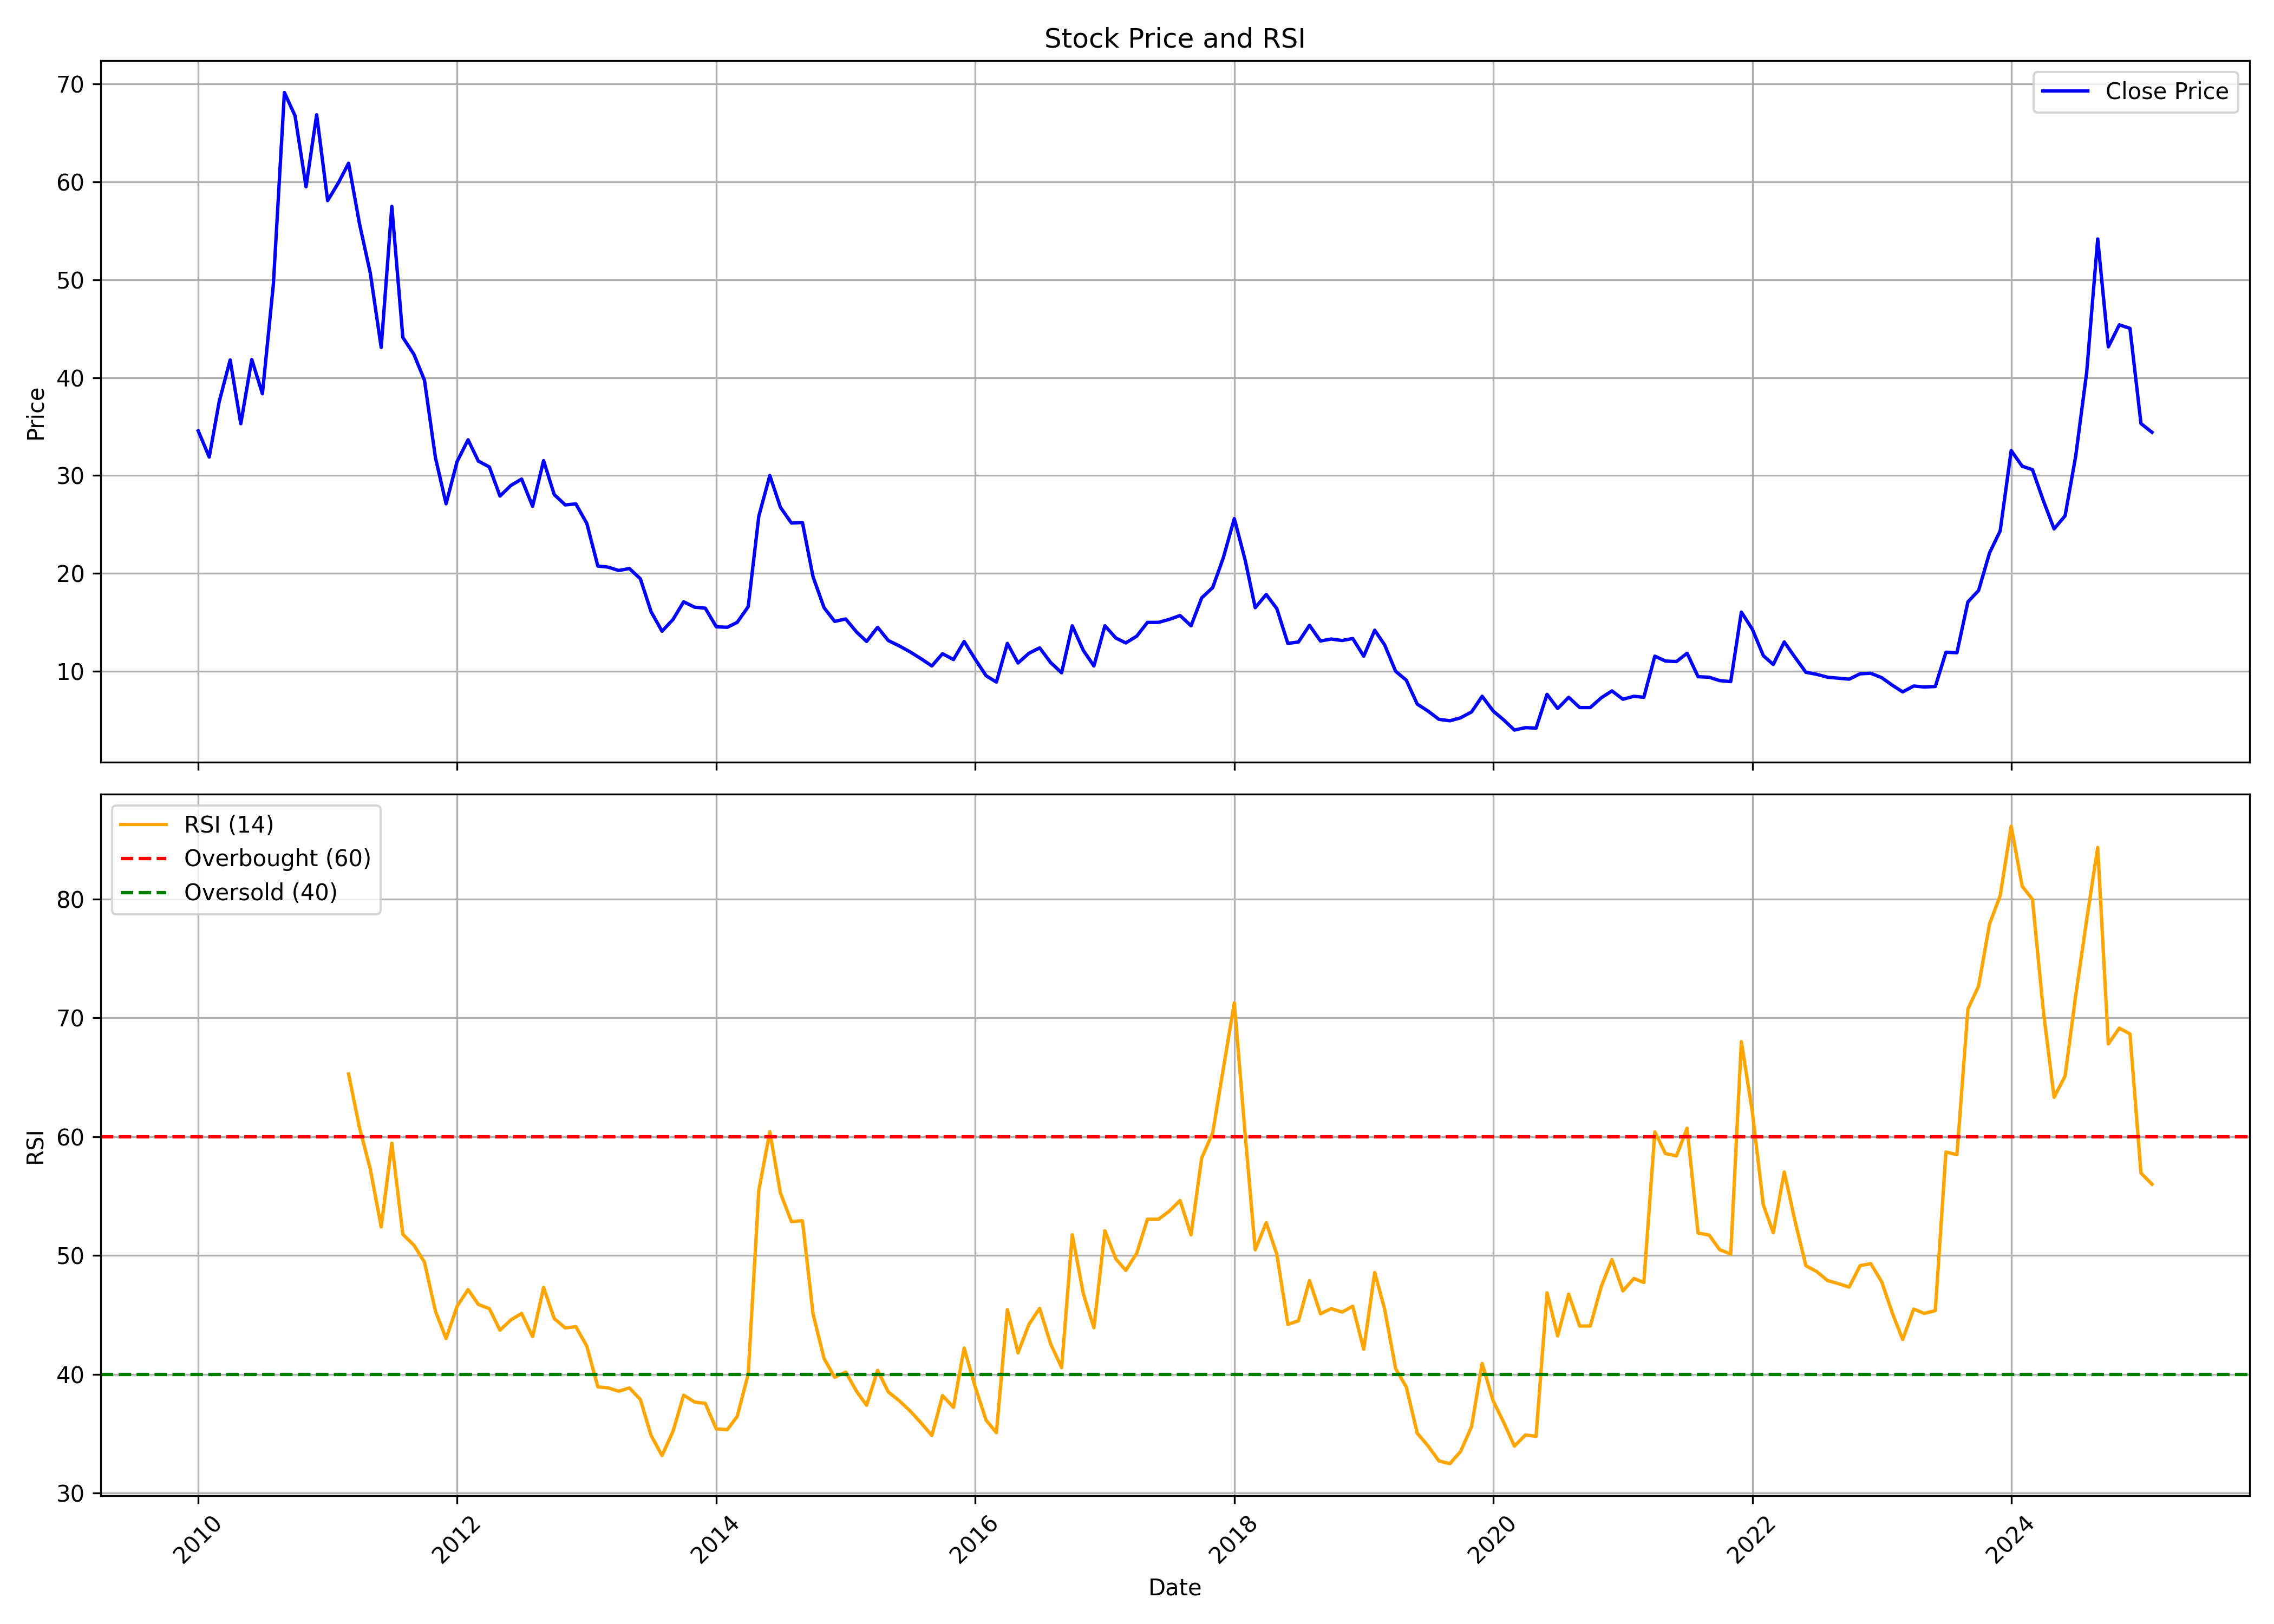 Stock Price and RSI
70
60
50
40
30
20
10
Price
Close Price
RSI (14)
Overbought (60)
Oversold (40)
80
70
60
50
40
30
RSI
2010
2012
2014
2016
2018
2020
2022
2024
Date